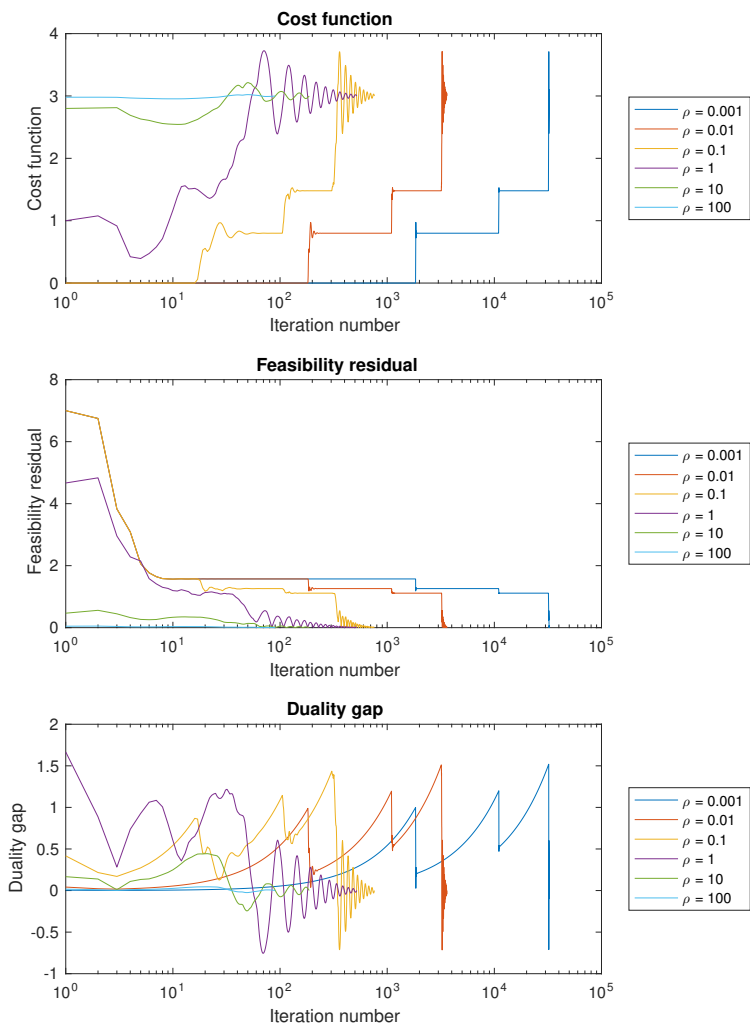 Cost function
4
3
2
1
0
Cost function
10^0 10^1 10^2 10^3 10^4 10^5
Iteration number
ρ = 0.001
ρ = 0.01
ρ = 0.1
ρ = 1
ρ = 10
ρ = 100
Feasibility residual
8
6
4
2
0
Feasibility residual
10^0 10^1 10^2 10^3 10^4 10^5
Iteration number
ρ = 0.001
ρ = 0.01
ρ = 0.1
ρ = 1
ρ = 10
ρ = 100
Duality gap
2
1.5
1
0.5
0
-0.5
-1
Duality gap
10^0 10^1 10^2 10^3 10^4 10^5
Iteration number
ρ = 0.001
ρ = 0.01
ρ = 0.1
ρ = 1
ρ = 10
ρ = 100